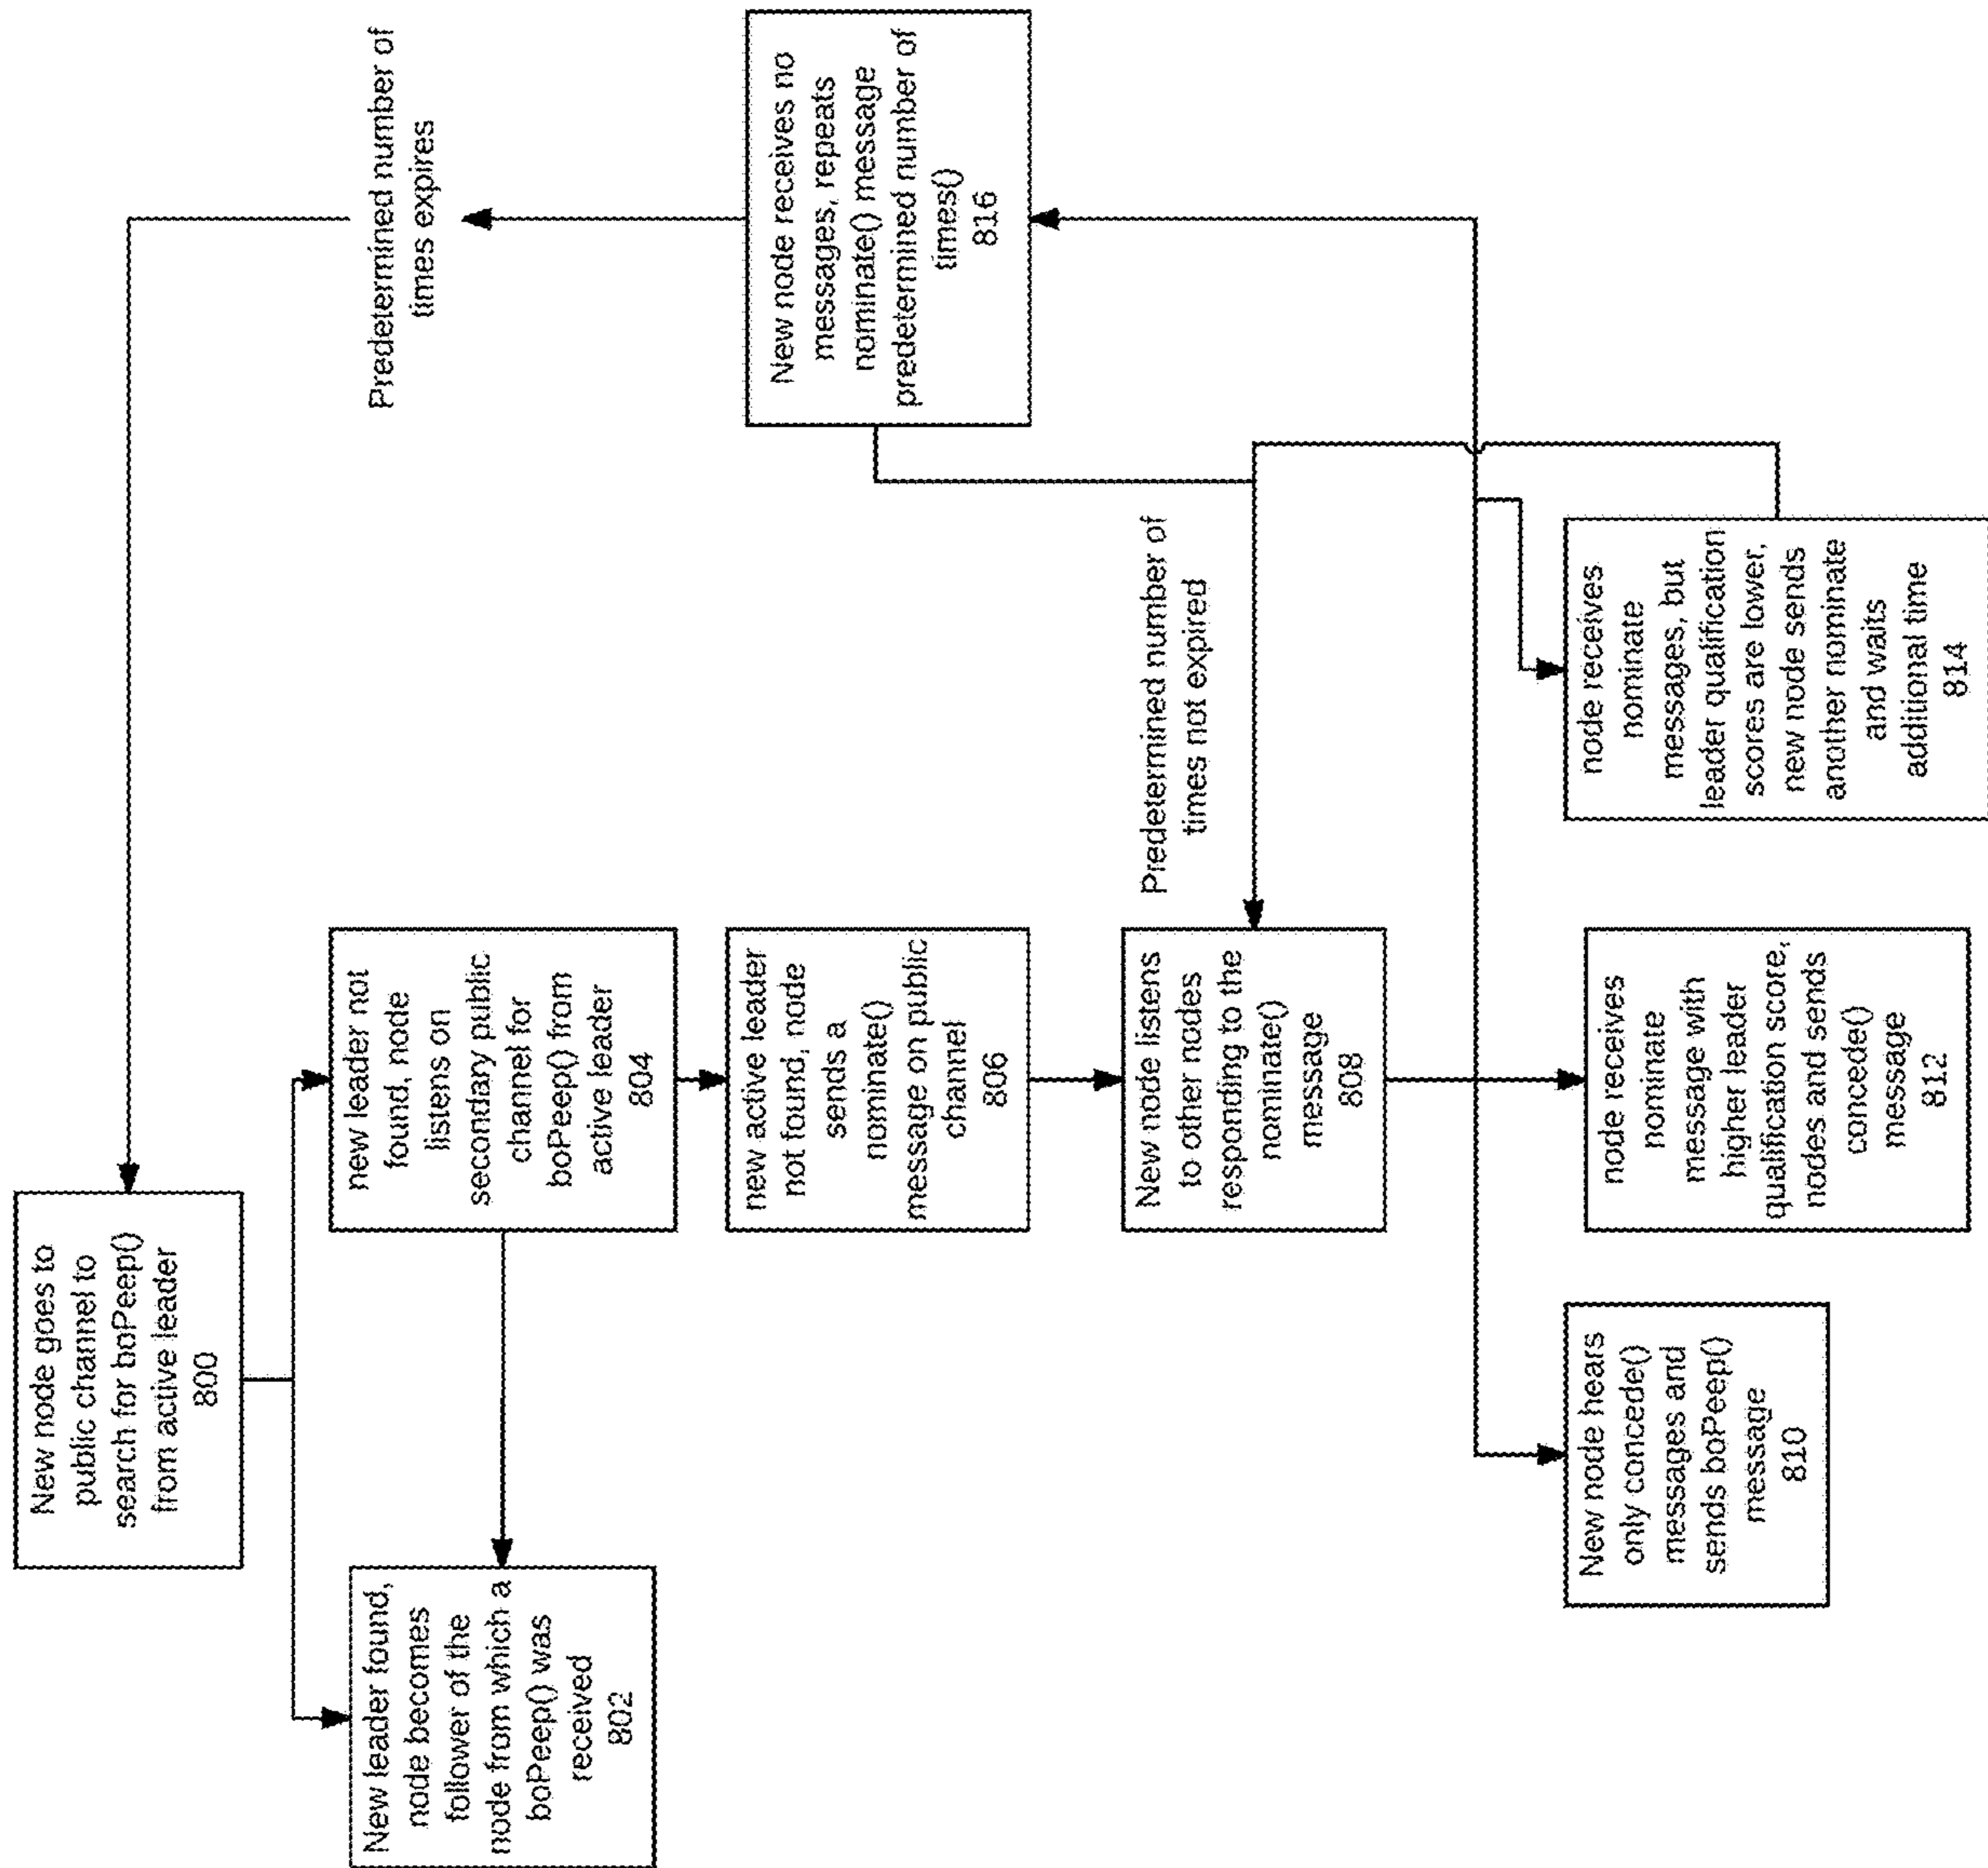 New node goes to
public channel to
search for boPeep()
from active leader
800
New leader found,
node becomes
follower of the
node from which a
boPeep() was
received
802
new leader not
found, node
listens on
secondary public
channel for
boPeep() from
active leader
804
new active leader
not found, node
sends a
nominate()
message on public
channel
806
New node listens
to other nodes
responding to the
nominate()
message
808
Predetermined number of
times not expired
Predetermined number of
times expires
New node receives no
messages, repeats
nominate() message
predetermined number of
times()
816
New node hears
only concede()
messages and
sends boPeep()
message
810
node receives
nominate
message with
higher leader
qualification score,
nodes and sends
concede()
message
812
node receives
nominate
messages, but
leader qualification
scores are lower,
new node sends
another nominate
and waits
additional time
814